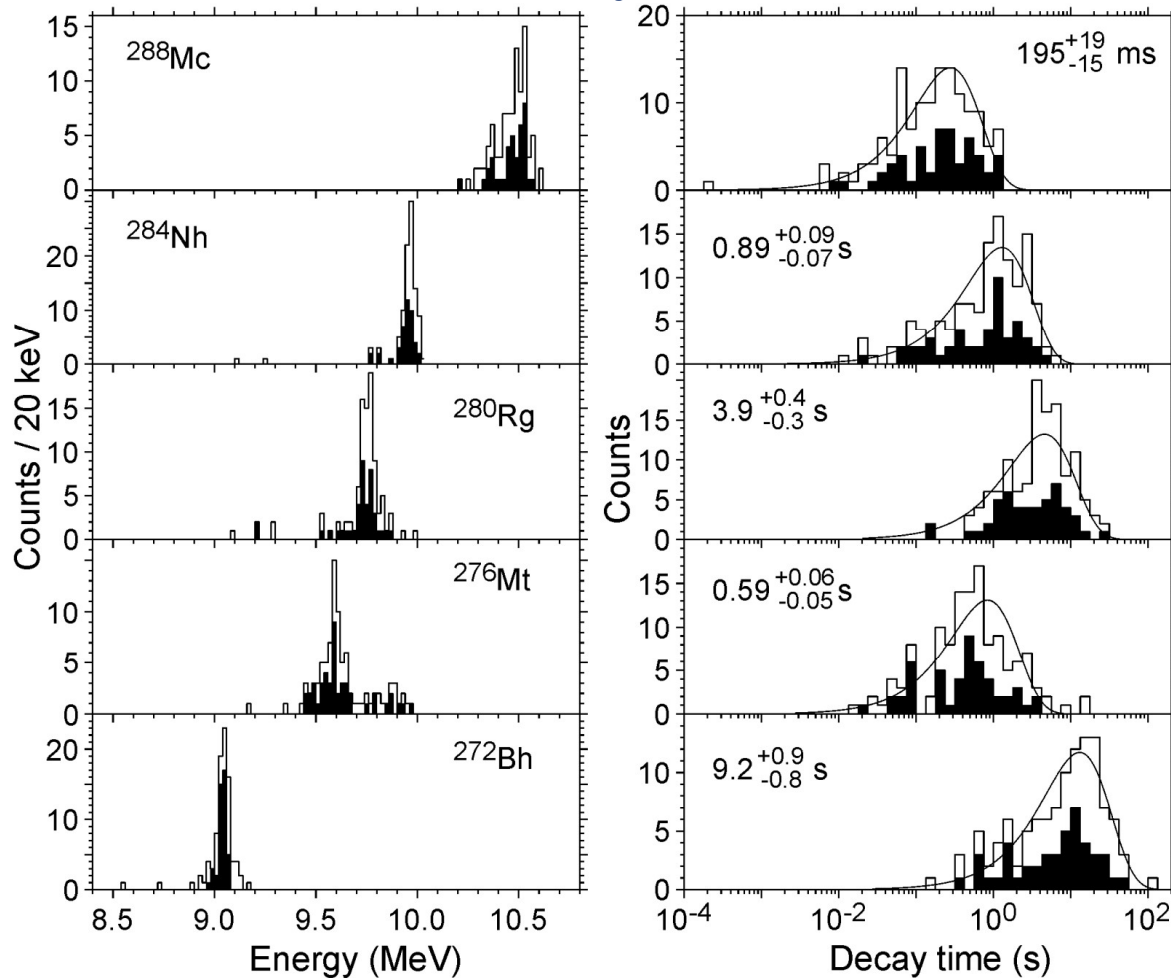 15
10
5
0
²⁸⁸Mc
20
10
0
²⁸⁴Nh
15
10
5
0
²⁸⁰Rg
10
5
0
²⁷⁶Mt
20
10
0
²⁷²Bh
8.5 9.0 9.5 10.0 10.5
Energy (MeV)
Counts / 20 keV
20
15
10
5
0
195 +19 -15 ms
15
10
5
0
0.89 +0.09 -0.07 s
15
10
5
0
3.9 +0.4 -0.3 s
15
10
5
0
0.59 +0.06 -0.05 s
10
5
0
9.2 +0.9 -0.8 s
10⁻⁴ 10⁻² 10⁰ 10²
Decay time (s)
Counts